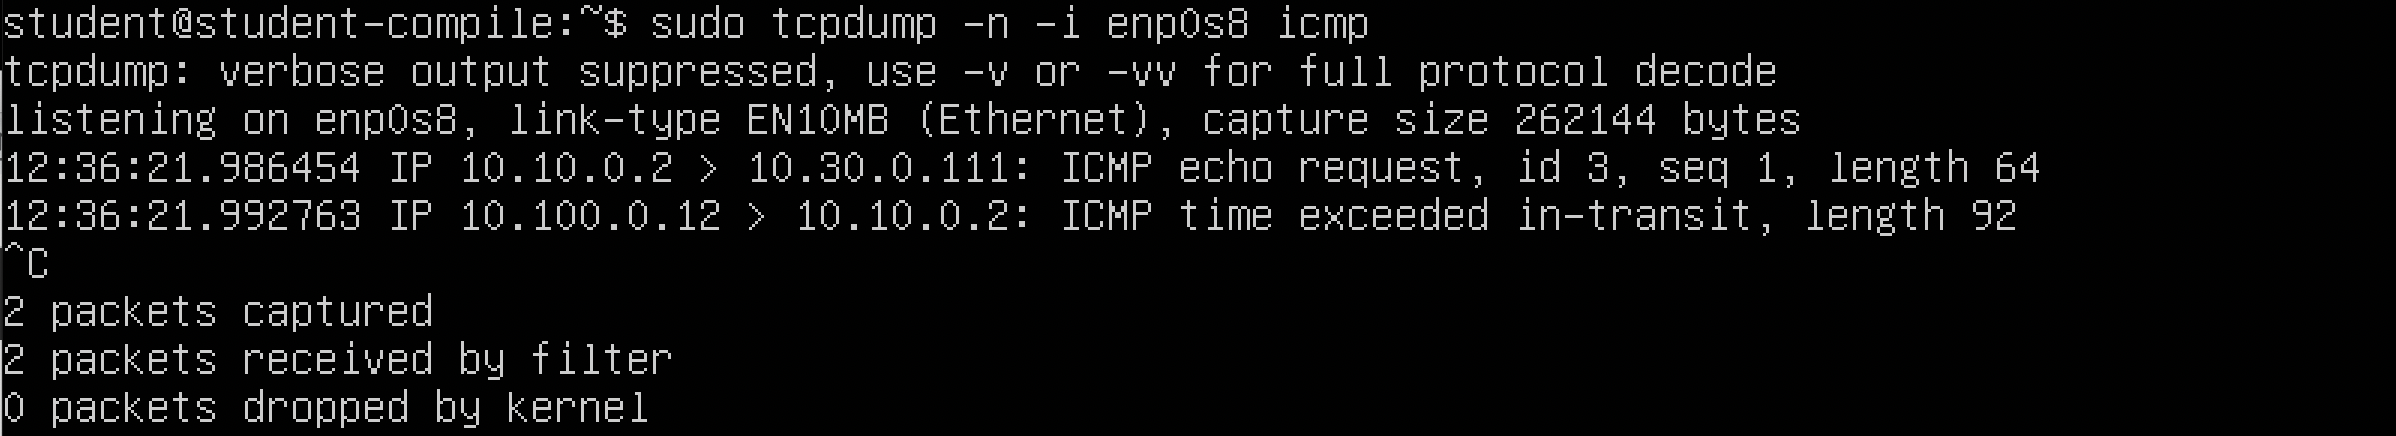 student@student-compile:~$ sudo tcpdump -n -i enp0s8 icmp
tcpdump: verbose output suppressed, use -v or -vv for full protocol decode
listening on enp0s8, link-type EN10MB (Ethernet), capture size 262144 bytes
12:36:21.986454 IP 10.10.0.2 > 10.30.0.111: ICMP echo request, id 3, seq 1, length 64
12:36:21.992763 IP 10.100.0.12 > 10.10.0.2: ICMP time exceeded in-transit, length 92
^C
2 packets captured
2 packets received by filter
0 packets dropped by kernel